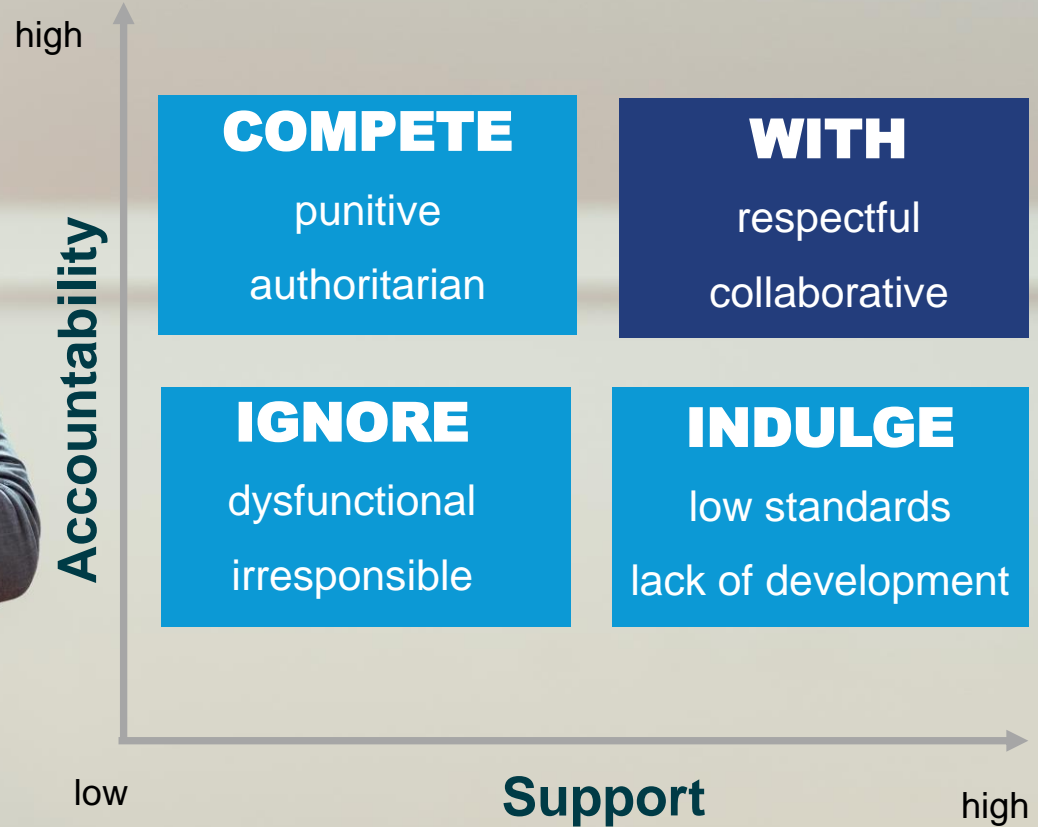 high
COMPETE
punitive
authoritarian
WITH
respectful
collaborative
Accountability
IGNORE
dysfunctional
irresponsible
INDULGE
low standards
lack of development
low
Support
high